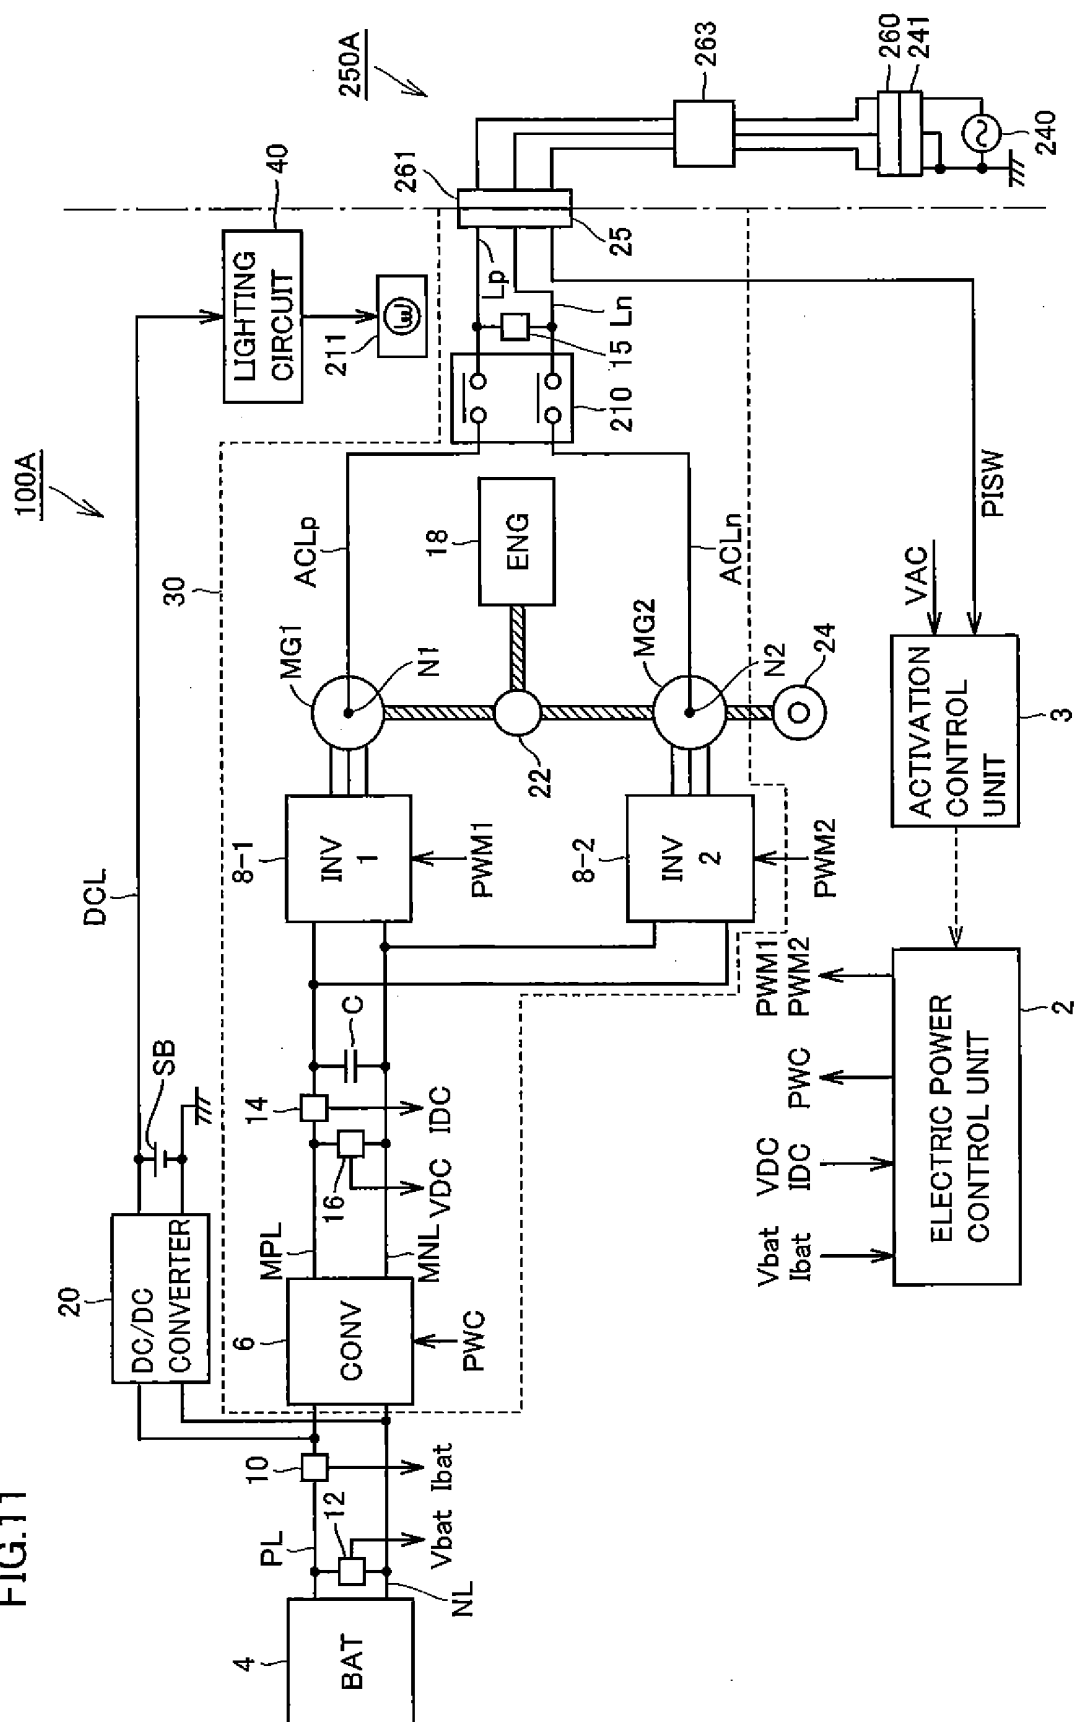 FIG.11
100A
250A
DCL
SB
20
DC/DC
CONVERTER
LIGHTING
CIRCUIT
40
211
30
4
BAT
PL
NL
12
10
Vbat
Ibat
6
CONV
PWC
MPL
MNL
16
14
VDC
IDC
C
8-1
INV
1
PWM1
8-2
INV
2
PWM2
MG1
N1
ACLp
22
18
ENG
MG2
N2
ACLn
24
210
15
Lp
Ln
25
261
263
260
241
240
Vbat
Ibat
VDC
IDC
PWC
PWM1
PWM2
ELECTRIC POWER
CONTROL UNIT
2
ACTIVATION
CONTROL
UNIT
3
VAC
PISW